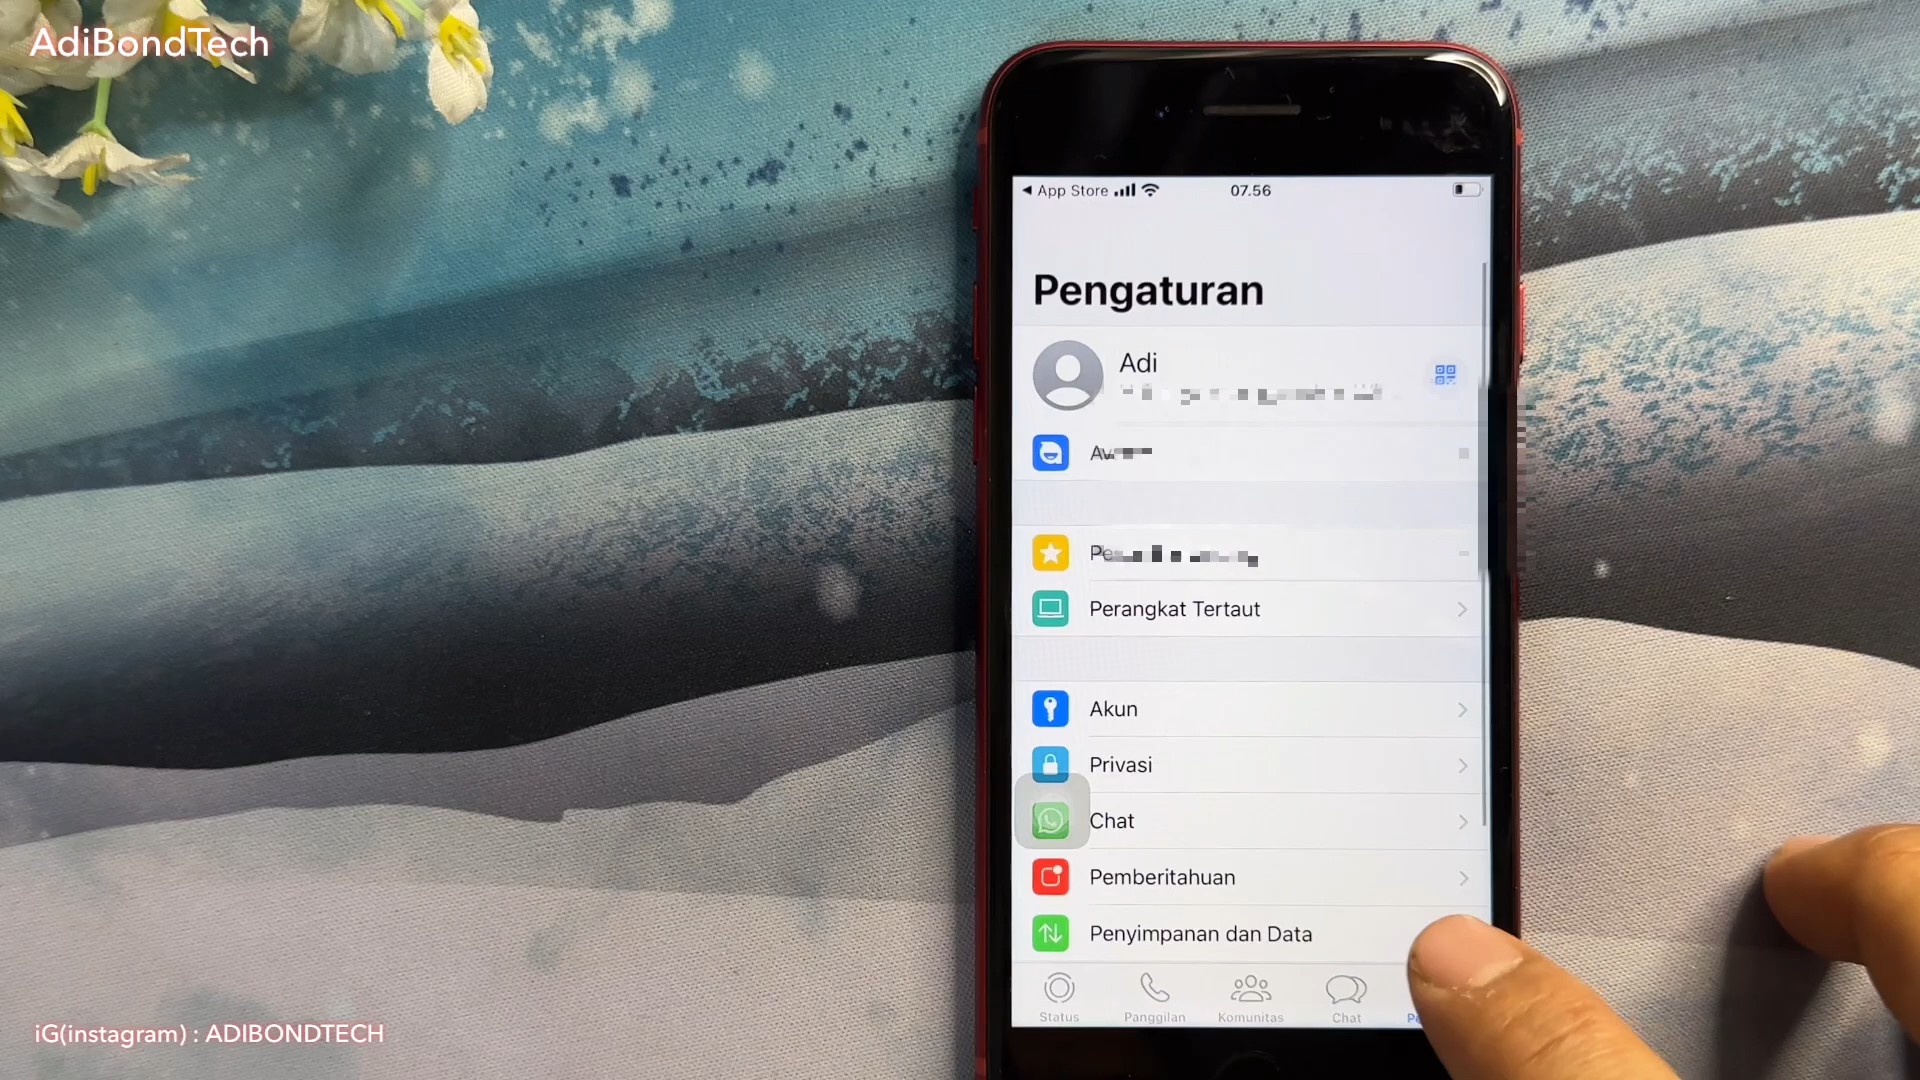 AdiBondTech
App Store
07.56
Pengaturan
Adi
Perangkat Tertaut
Akun
Privasi
Chat
Pemberitahuan
Penyimpanan dan Data
Status
Panggilan
Komunitas
Chat
iG(instagram) : ADIBONDTECH